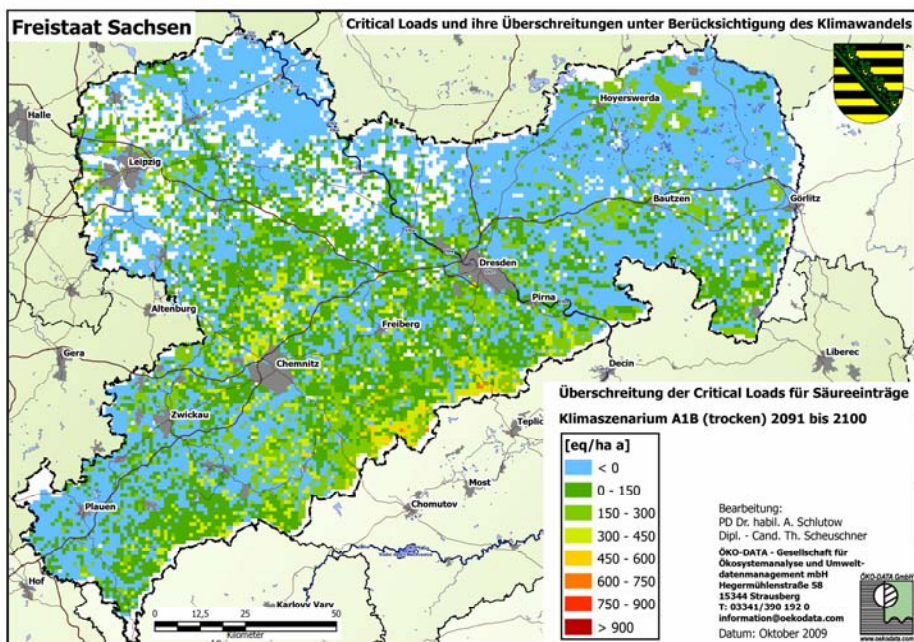 Freistaat Sachsen
Critical Loads und ihre Überschreitungen unter Berücksichtigung des Klimawandels
Halle
Leipzig
Hoyerswerda
Bautzen
Görlitz
Dresden
Pirna
Altenburg
Freiberg
Gera
Chemnitz
Decin
Liberec
Zwickau
Teplic
Most
Chomutov
Plauen
Hof
Karlovy Vary
Überschreitung der Critical Loads für Säureeinträge
Klimaszenarium A1B (trocken) 2091 bis 2100
[eq/ha a]
< 0
0 - 150
150 - 300
300 - 450
450 - 600
600 - 750
750 - 900
> 900
Bearbeitung:
PD Dr. habil. A. Schlutow
Dipl. - Cand. Th. Scheuschner
ÖKO-DATA - Gesellschaft für
Ökosystemanalyse und Umwelt-
datenmanagement mbH
Hegermühlenstraße 58
15344 Strausberg
T: 03341/390 192 0
information@oekodata.com
Datum: Oktober 2009
ÖKO-DATA GmbH
www.oekodata.com
0 12,5 25 50
Kilometer